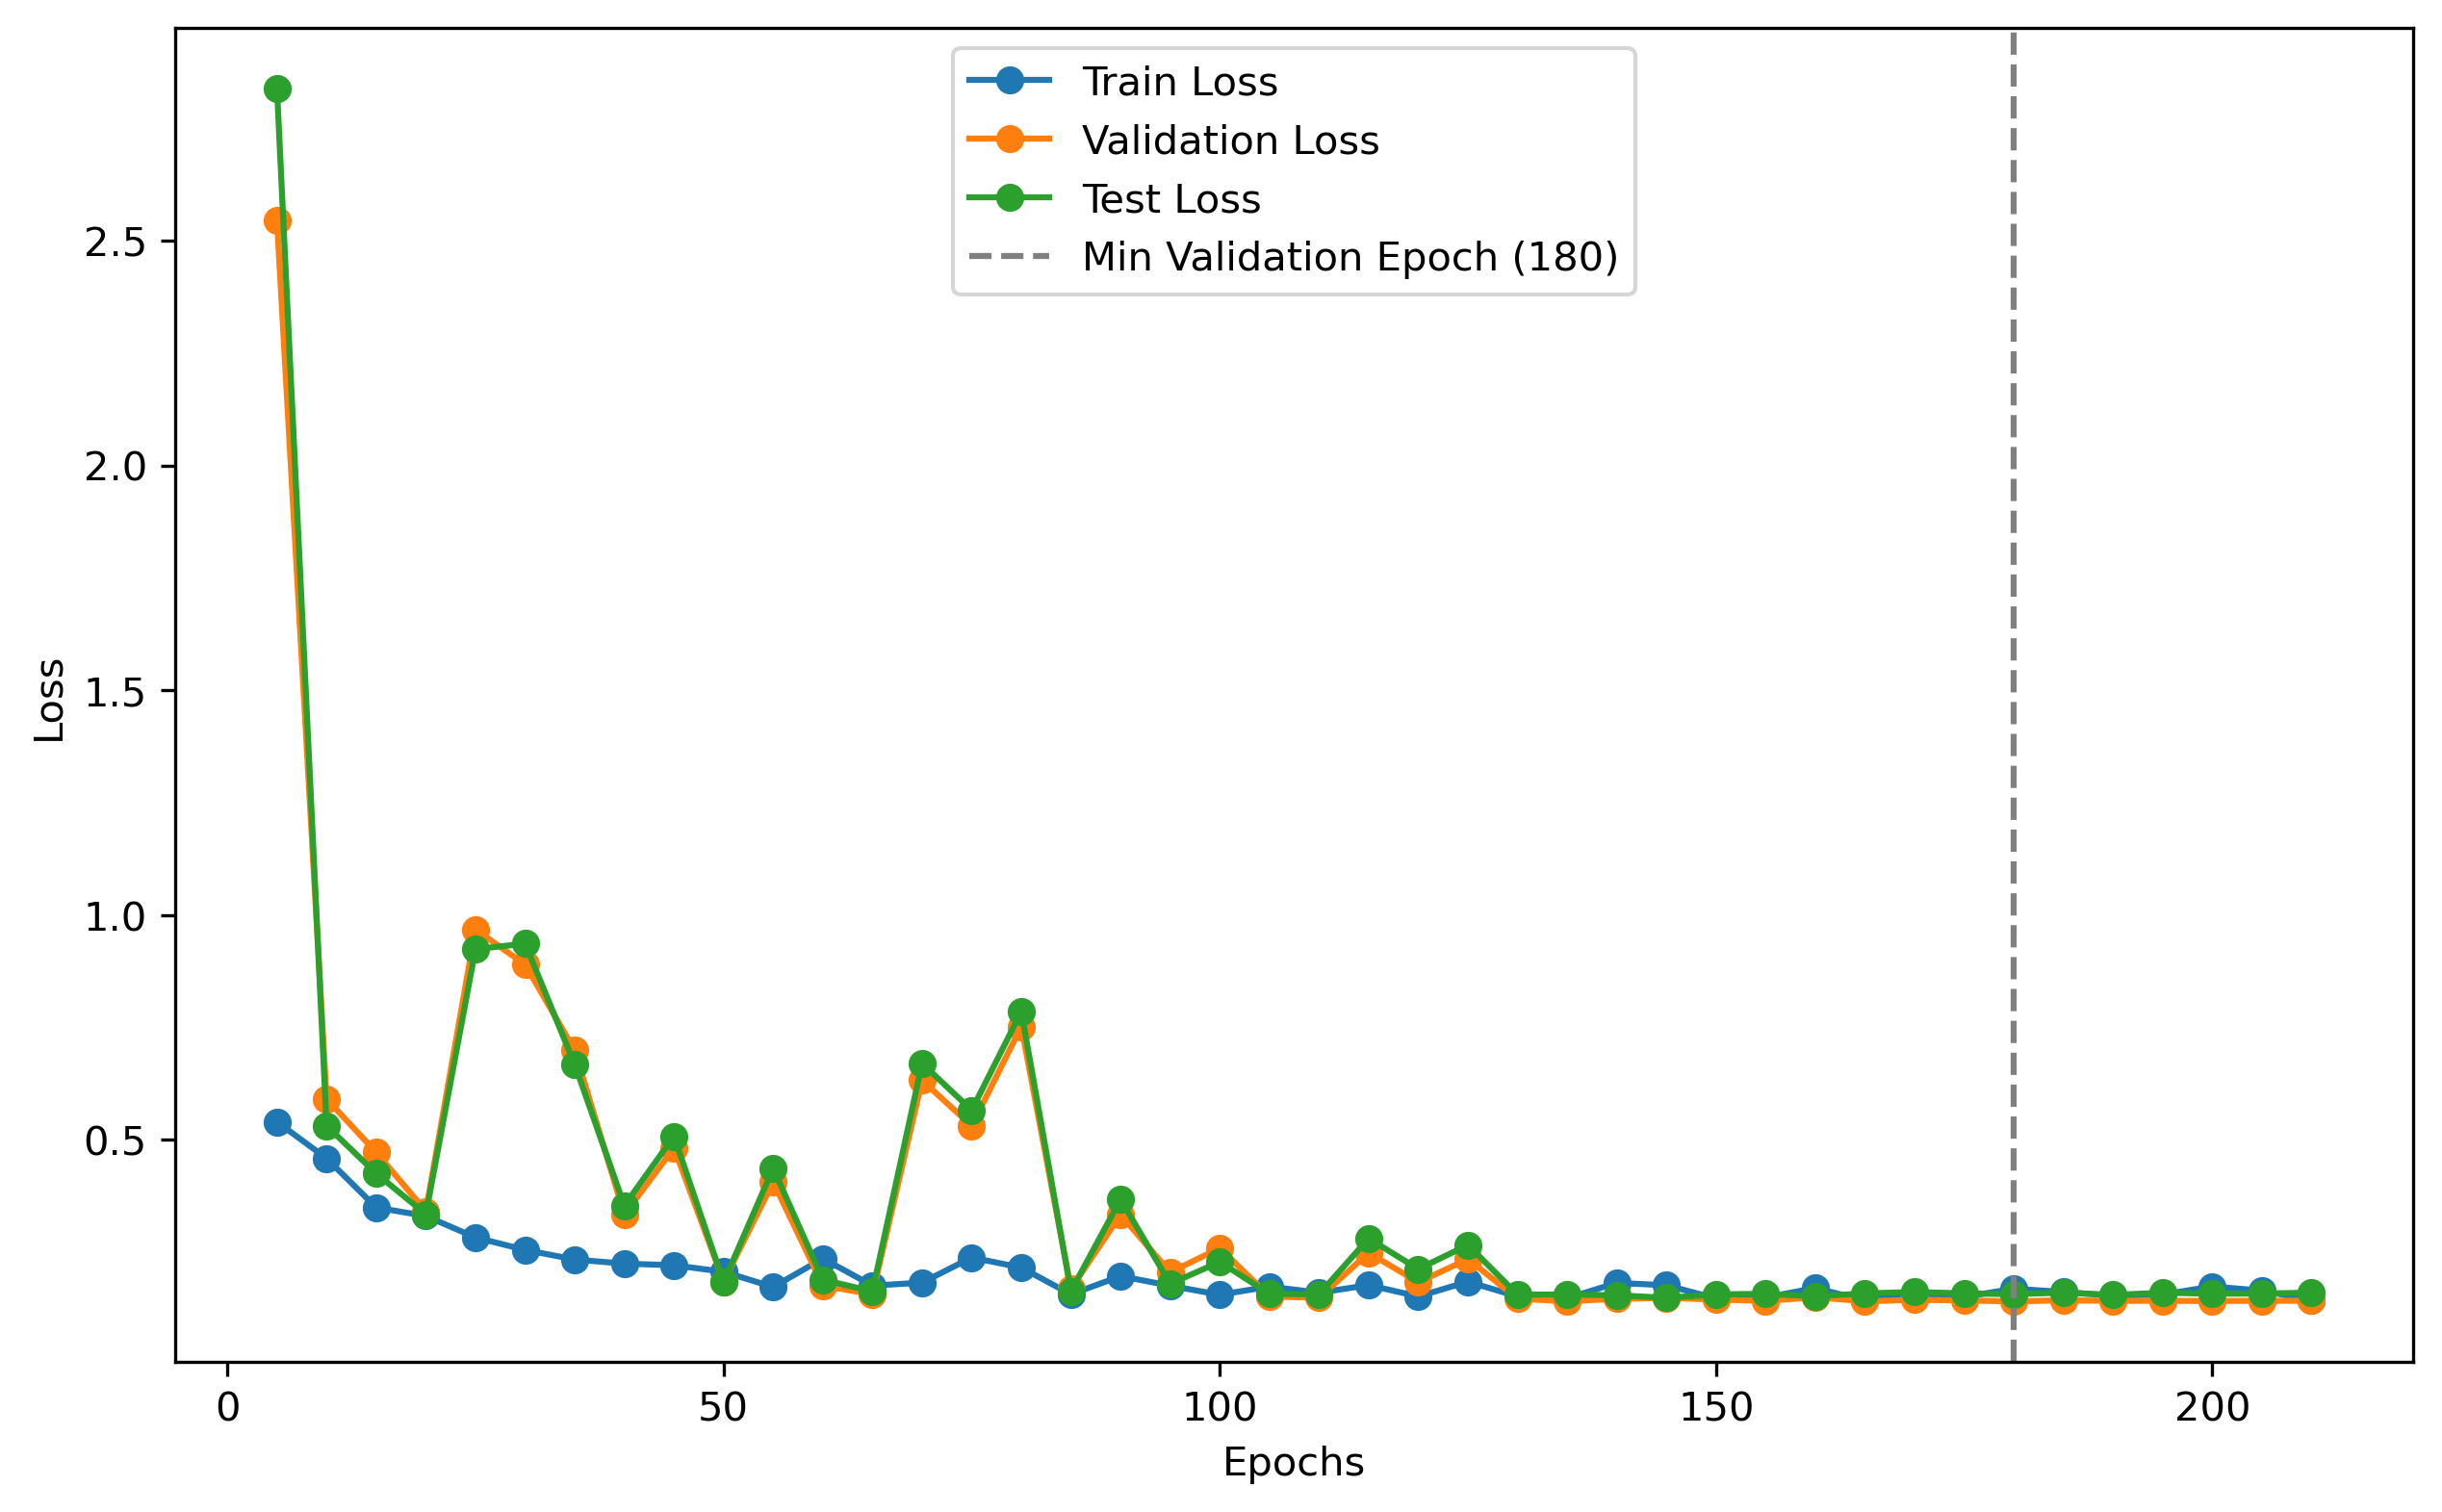 Train Loss
Validation Loss
Test Loss
Min Validation Epoch (180)
2.5
2.0
1.5
1.0
0.5
Loss
0 50 100 150 200
Epochs